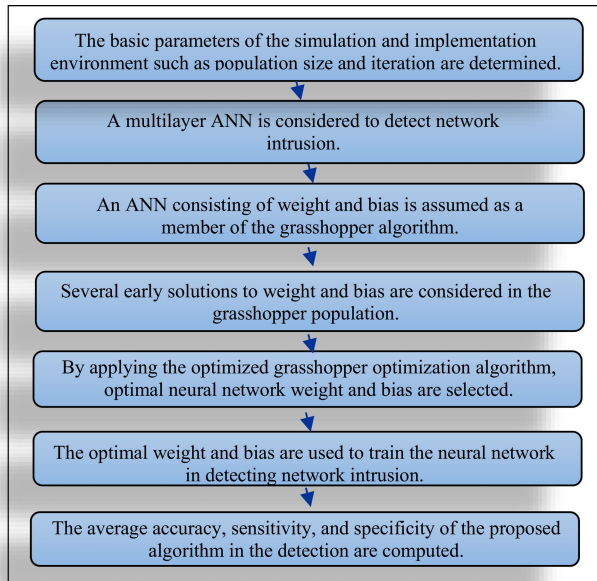 The basic parameters of the simulation and implementation
environment such as population size and iteration are determined.
A multilayer ANN is considered to detect network
intrusion.
An ANN consisting of weight and bias is assumed as a
member of the grasshopper algorithm.
Several early solutions to weight and bias are considered in the
grasshopper population.
By applying the optimized grasshopper optimization algorithm,
optimal neural network weight and bias are selected.
The optimal weight and bias are used to train the neural network
in detecting network intrusion.
The average accuracy, sensitivity, and specificity of the proposed
algorithm in the detection are computed.